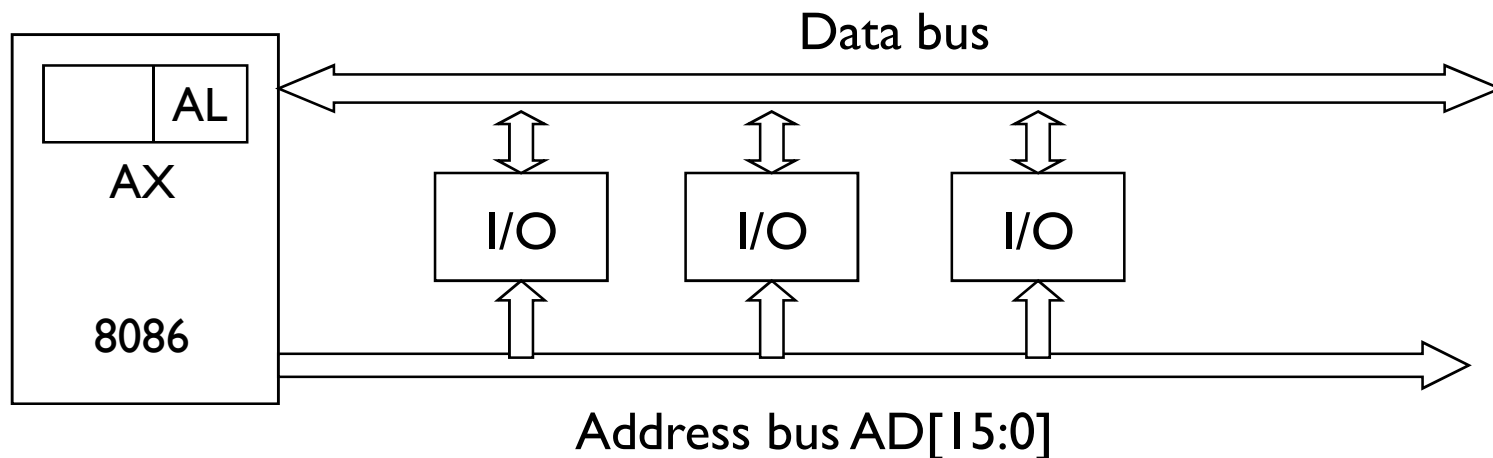 Data bus
AL
AX
I/O
I/O
I/O
8086
Address bus AD[15:0]